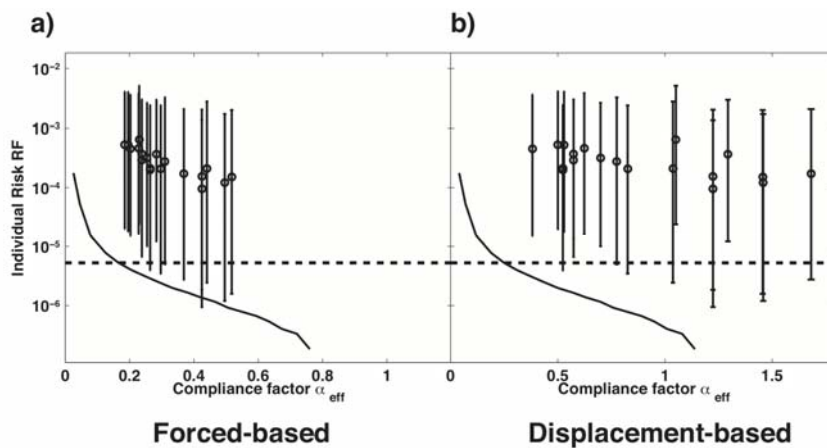 a)
b)
Individual Risk RF
10⁻²
10⁻³
10⁻⁴
10⁻⁵
10⁻⁶
0 0.2 0.4 0.6 0.8 1
0 0.5 1 1.5
Compliance factor α eff
Compliance factor α eff
Forced-based
Displacement-based